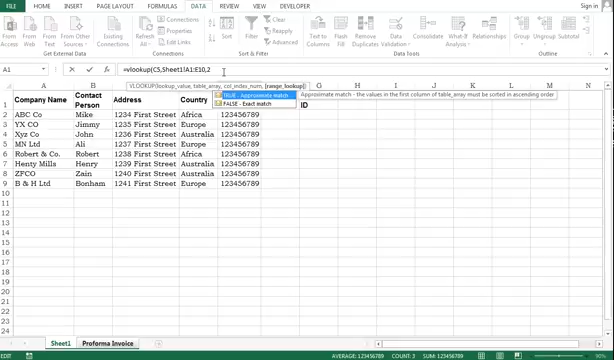 FILE HOME INSERT PAGE LAYOUT FORMULAS DATA REVIEW VIEW DEVELOPER Sign in
From Access From Web From Text From Other Sources Existing Connections Refresh All Connections Properties Edit Links Sort Filter Clear Reapply Advanced Text to Columns Flash Fill Remove Duplicates Data Validation Consolidate What-If Analysis Relationships Group Ungroup Subtotal
Get External Data Connections Sort & Filter Data Tools Outline
A1 =vlookup(C5,Sheet1!A1:E10,2
VLOOKUP(lookup_value, table_array, col_index_num, [range_lookup])
A B C D G H I J K L M N
TRUE - Approximate match Approximate match - the values in the first column of table_array must be sorted in ascending order
FALSE - Exact match
1 Company Name Contact Person Address Country ID
2 ABC Co Mike 1234 First Street Africa 123456789
3 YX CO Jimmy 1235 First Street Europe 123456789
4 Xyz Co John 1236 First Street Australia 123456789
5 MN Ltd Ali 1237 First Street Europe 123456789
6 Robert & Co. Robert 1238 First Street Africa 123456789
7 Henty Mills Henry 1239 First Street Australia 123456789
8 ZFCO Zain 1240 First Street Australia 123456789
9 B & H Ltd Bonham 1241 First Street Europe 123456789
10
11
12
13
14
15
16
17
18
19
20
21
22
23
24
Sheet1 Proforma Invoice
EDIT AVERAGE: 123456789 COUNT: 3 SUM: 123456789 90%